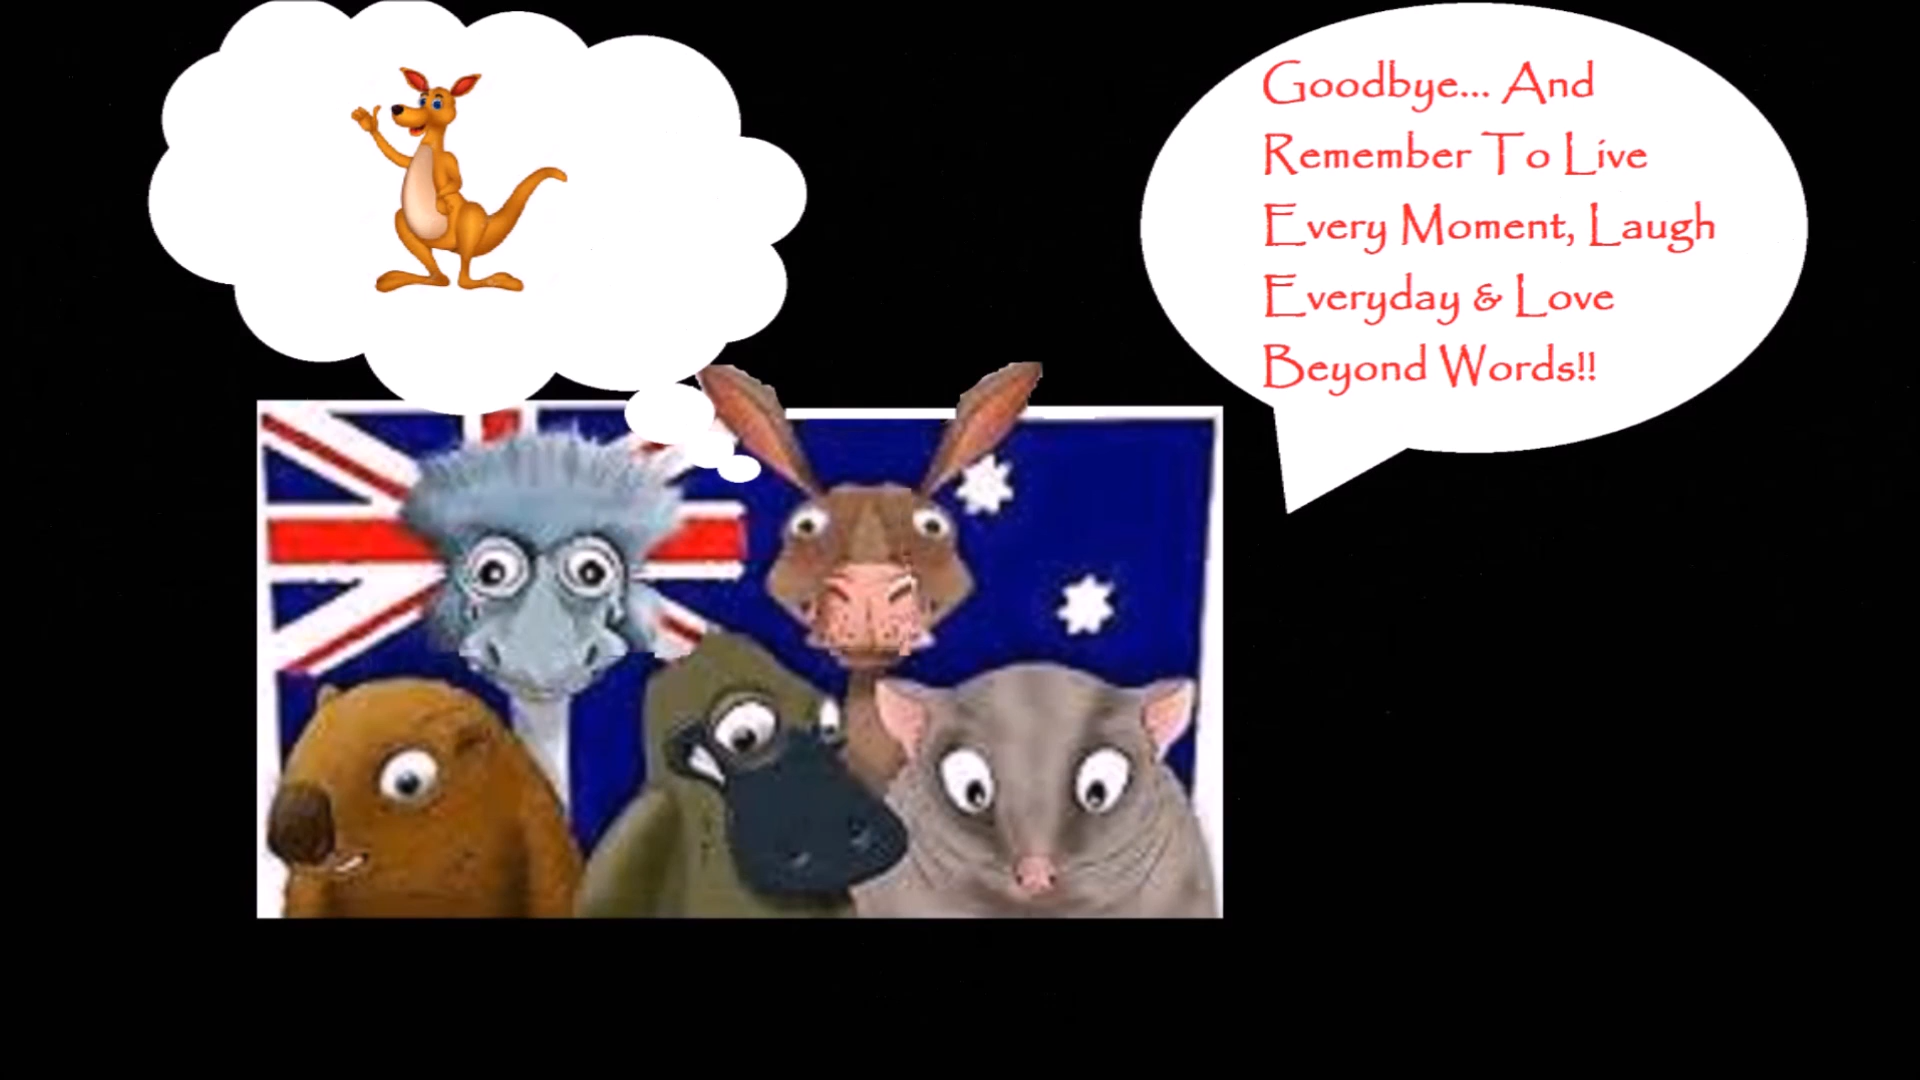 Goodbye... And
Remember To Live
Every Moment, Laugh
Everyday & Love
Beyond Words!!